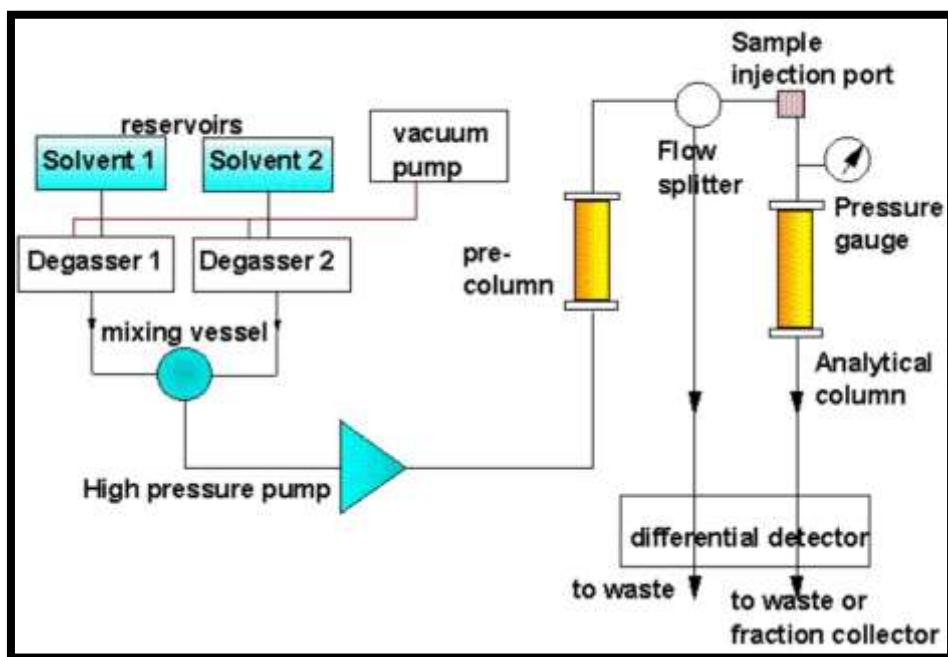 reservoirs
Solvent 1
Solvent 2
vacuum
pump
Degasser 1
Degasser 2
mixing vessel
High pressure pump
pre-
column
Sample
injection port
Flow
splitter
Pressure
gauge
Analytical
column
differential detector
to waste
to waste or
fraction collector